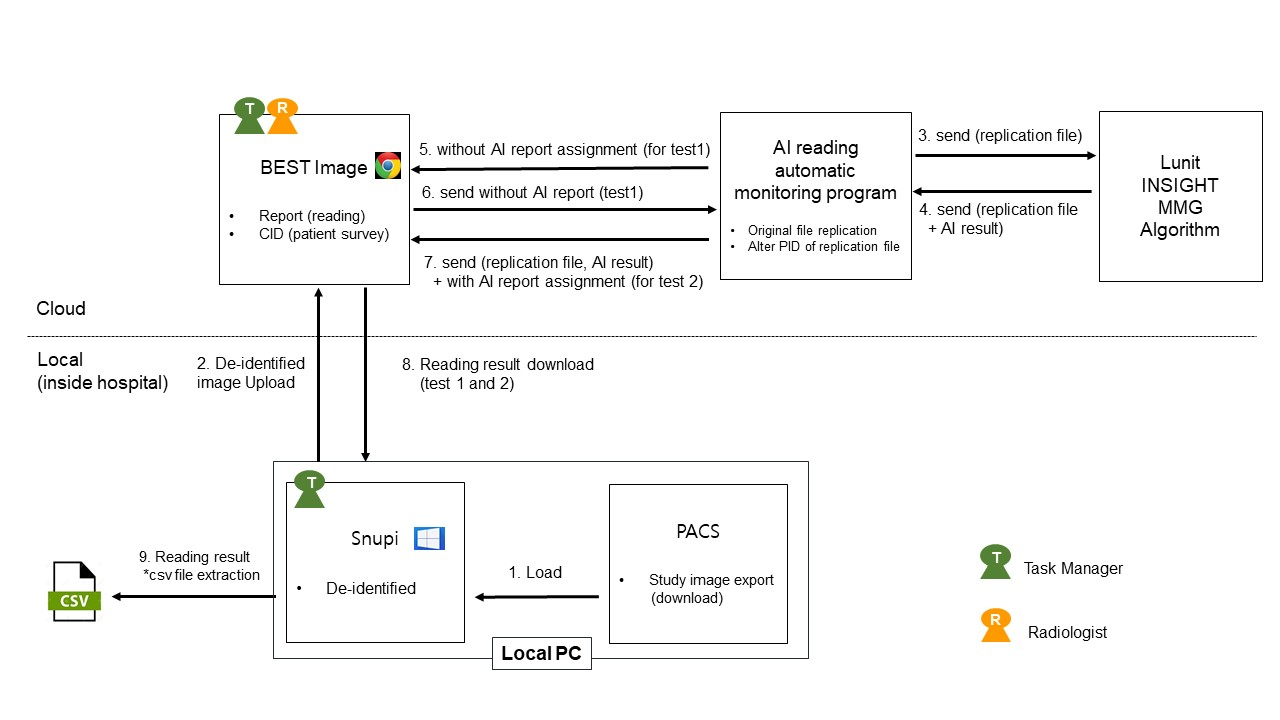 T
R
BEST Image
• Report (reading)
• CID (patient survey)
5. without AI report assignment (for test1)
6. send without AI report (test1)
7. send (replication file, AI result)
+ with AI report assignment (for test 2)
AI reading
automatic
monitoring program
• Original file replication
• Alter PID of replication file
3. send (replication file)
4. send (replication file
+ AI result)
Lunit
INSIGHT
MMG
Algorithm
Cloud
Local
(inside hospital)
2. De-identified
image Upload
8. Reading result download
(test 1 and 2)
T
Snupi
• De-identified
1. Load
PACS
• Study image export
(download)
Local PC
9. Reading result
*csv file extraction
CSV
T
Task Manager
R
Radiologist